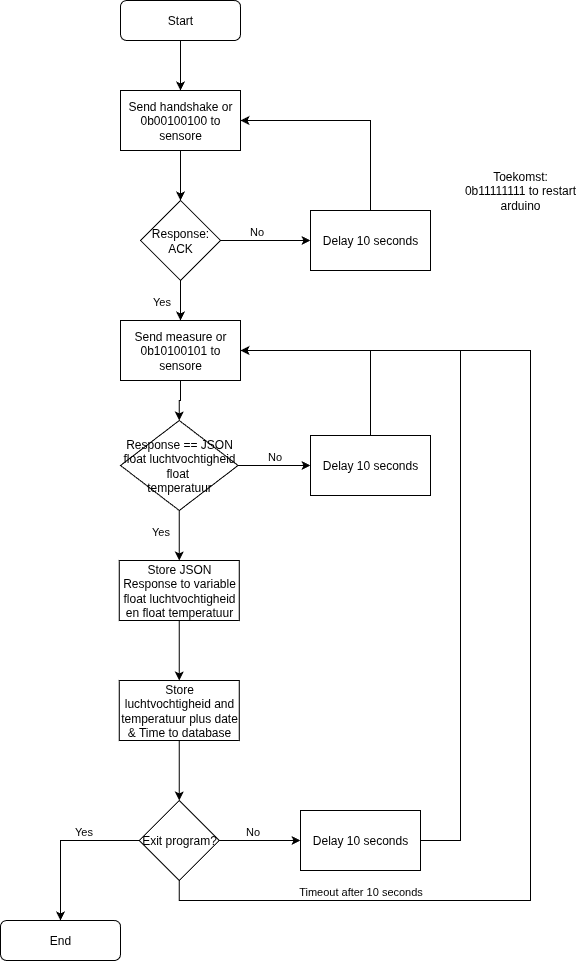 Start
Send handshake or
0b00100100 to
sensore
Toekomst:
0b11111111 to restart
arduino
Response:
ACK
No
Delay 10 seconds
Yes
Send measure or
0b10100101 to
sensore
Response == JSON
float luchtvochtigheid
float
temperatuur
No
Delay 10 seconds
Yes
Store JSON
Response to variable
float luchtvochtigheid
en float temperatuur
Store
luchtvochtigheid and
temperatuur plus date
& Time to database
Yes
Exit program?
No
Delay 10 seconds
Timeout after 10 seconds
End